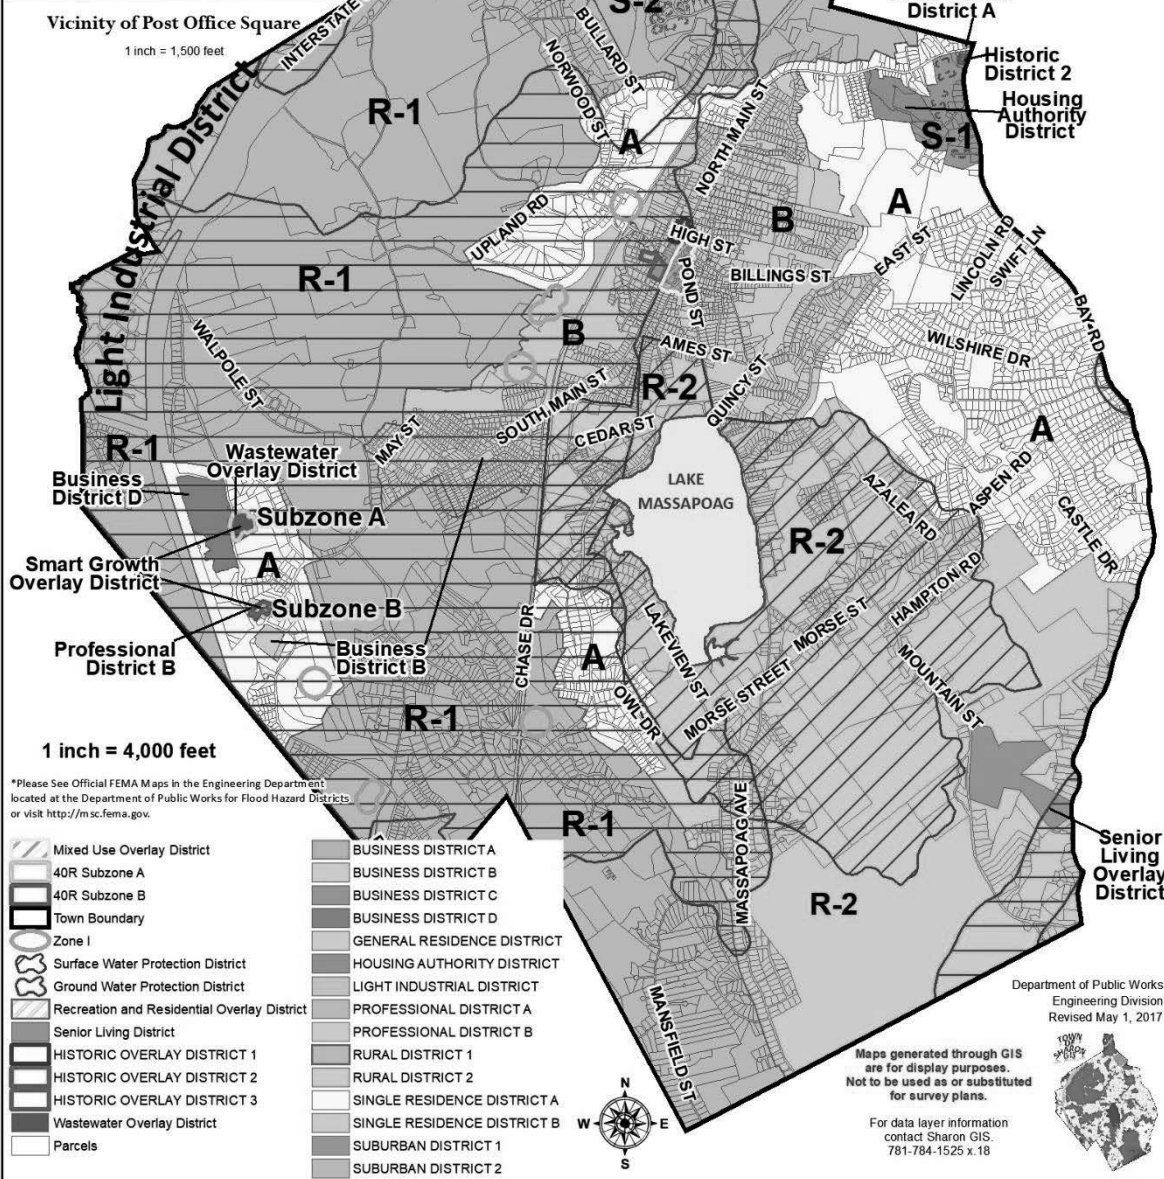 Vicinity of Post Office Square
1 inch = 1,500 feet
INTERSTATE
S-2
District A
BULLARD ST
NORWOOD ST
Historic
District 2
Housing
Authority
District
S-1
R-1
A
NORTH MAIN ST
Light Industrial District
UPLAND RD
HIGH ST
B
A
EAST ST
LINCOLN RD
SWIFT LN
R-1
POND ST
BILLINGS ST
BAY RD
WALPOLE ST
B
AMES ST
WILSHIRE DR
R-2
QUINCY ST
SOUTH MAIN ST
CEDAR ST
MAY ST
R-1
A
Wastewater
Overlay District
Business
District D
LAKE
MASSAPOAG
AZALEA RD
ASPEN RD
CASTLE DR
Subzone A
R-2
Smart Growth
Overlay District
A
HAMPTON RD
Subzone B
Professional
District B
Business
District B
CHASE DR
LAKEVIEW ST
MORSE STREET
MORSE ST
A
OWL DR
MOUNTAIN ST
R-1
1 inch = 4,000 feet
*Please See Official FEMA Maps in the Engineering Department
located at the Department of Public Works for Flood Hazard Districts
or visit http://msc.fema.gov.
R-1
MASSAPOAG AVE
R-2
Senior
Living
Overlay
District
MANSFIELD ST
Mixed Use Overlay District
40R Subzone A
40R Subzone B
Town Boundary
Zone I
Surface Water Protection District
Ground Water Protection District
Recreation and Residential Overlay District
Senior Living District
HISTORIC OVERLAY DISTRICT 1
HISTORIC OVERLAY DISTRICT 2
HISTORIC OVERLAY DISTRICT 3
Wastewater Overlay District
Parcels
BUSINESS DISTRICT A
BUSINESS DISTRICT B
BUSINESS DISTRICT C
BUSINESS DISTRICT D
GENERAL RESIDENCE DISTRICT
HOUSING AUTHORITY DISTRICT
LIGHT INDUSTRIAL DISTRICT
PROFESSIONAL DISTRICT A
PROFESSIONAL DISTRICT B
RURAL DISTRICT 1
RURAL DISTRICT 2
SINGLE RESIDENCE DISTRICT A
SINGLE RESIDENCE DISTRICT B
SUBURBAN DISTRICT 1
SUBURBAN DISTRICT 2
N
W
E
S
Department of Public Works
Engineering Division
Revised May 1, 2017
Maps generated through GIS
are for display purposes.
Not to be used as or substituted
for survey plans.
For data layer information
contact Sharon GIS.
781-784-1525 x.18
TOWN
OF
SHARON
GIS